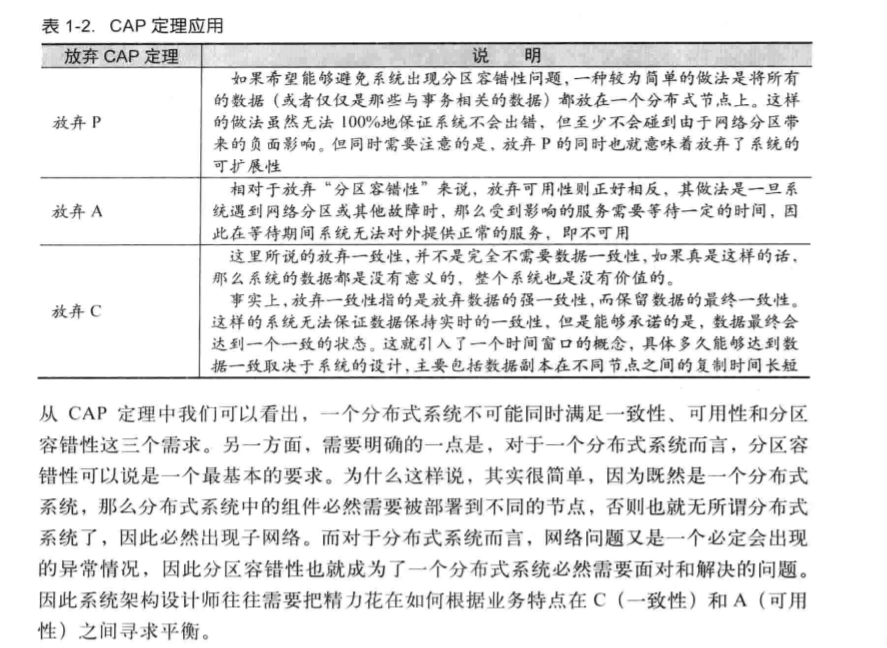 表 1-2. CAP 定理应用
放弃 CAP 定理 说 明
放弃 P
如果希望能够避免系统出现分区容错性问题，一种较为简单的做法是将所有
的数据（或者仅仅是那些与事务相关的数据）都放在一个分布式节点上。这样
的做法虽然无法 100%地保证系统不会出错，但至少不会碰到由于网络分区带
来的负面影响。但同时需要注意的是，放弃 P 的同时也就意味着放弃了系统的
可扩展性
放弃 A
相对于放弃“分区容错性”来说，放弃可用性则正好相反，其做法是一旦系
统遇到网络分区或其他故障时，那么受到影响的服务需要等待一定的时间，因
此在等待期间系统无法对外提供正常的服务，即不可用
放弃 C
这里所说的放弃一致性，并不是完全不需要数据一致性，如果真是这样的话，
那么系统的数据都是没有意义的，整个系统也是没有价值的。
事实上，放弃一致性指的是放弃数据的强一致性，而保留数据的最终一致性。
这样的系统无法保证数据保持实时的一致性，但是能够承诺的是，数据最终会
达到一个一致的状态。这就引入了一个时间窗口的概念，具体多久能够达到数
据一致取决于系统的设计，主要包括数据副本在不同节点之间的复制时间长短
从 CAP 定理中我们可以看出，一个分布式系统不可能同时满足一致性、可用性和分区
容错性这三个需求。另一方面，需要明确的一点是，对于一个分布式系统而言，分区容
错性可以说是一个最基本的要求。为什么这样说，其实很简单，因为既然是一个分布式
系统，那么分布式系统中的组件必然需要被部署到不同的节点，否则也就无所谓分布式
系统了，因此必然出现子网络。而对于分布式系统而言，网络问题又是一个必定会出现
的异常情况，因此分区容错性也就成为了一个分布式系统必然需要面对和解决的问题。
因此系统架构设计师往往需要把精力花在如何根据业务特点在 C（一致性）和 A（可用
性）之间寻求平衡。